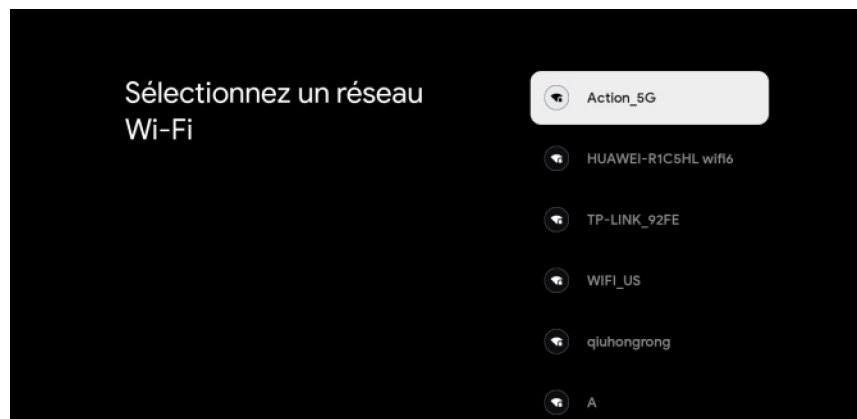 Sélectionnez un réseau
Wi-Fi
Action_5G
HUAWEI-R1C5HL wifi6
TP-LINK_92FE
WIFI_US
qiuhongrong
A